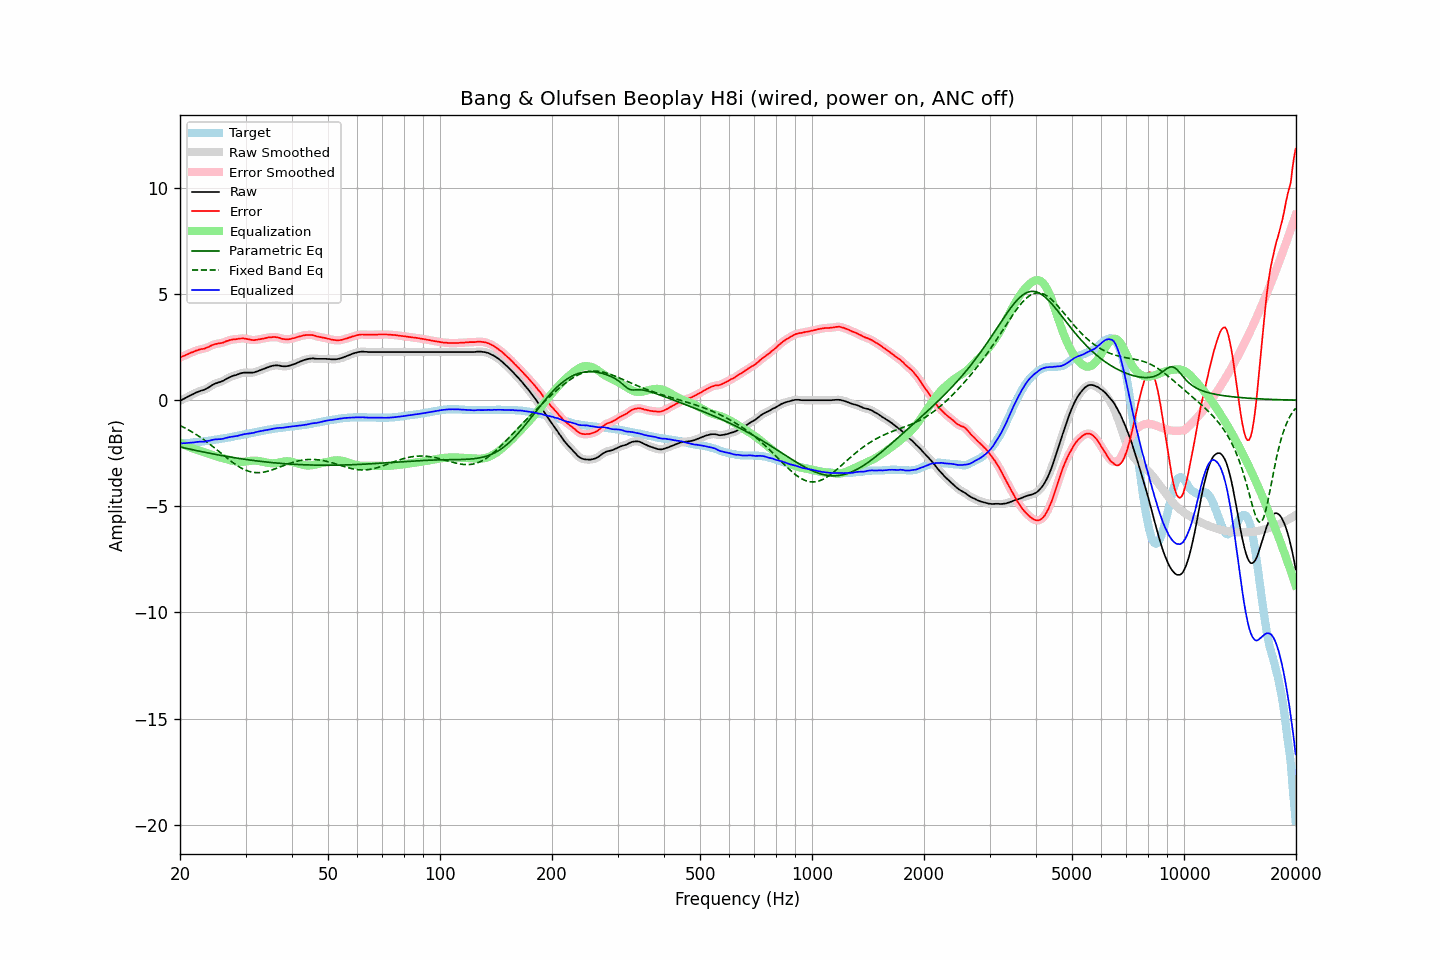 Bang & Olufsen Beoplay H8i (wired, power on, ANC off)
Target
Raw Smoothed
Error Smoothed
Raw
Error
Equalization
Parametric Eq
Fixed Band Eq
Equalized
10
5
0
−5
−10
−15
−20
Amplitude (dBr)
20 50 100 200 500 1000 2000 5000 10000 20000
Frequency (Hz)